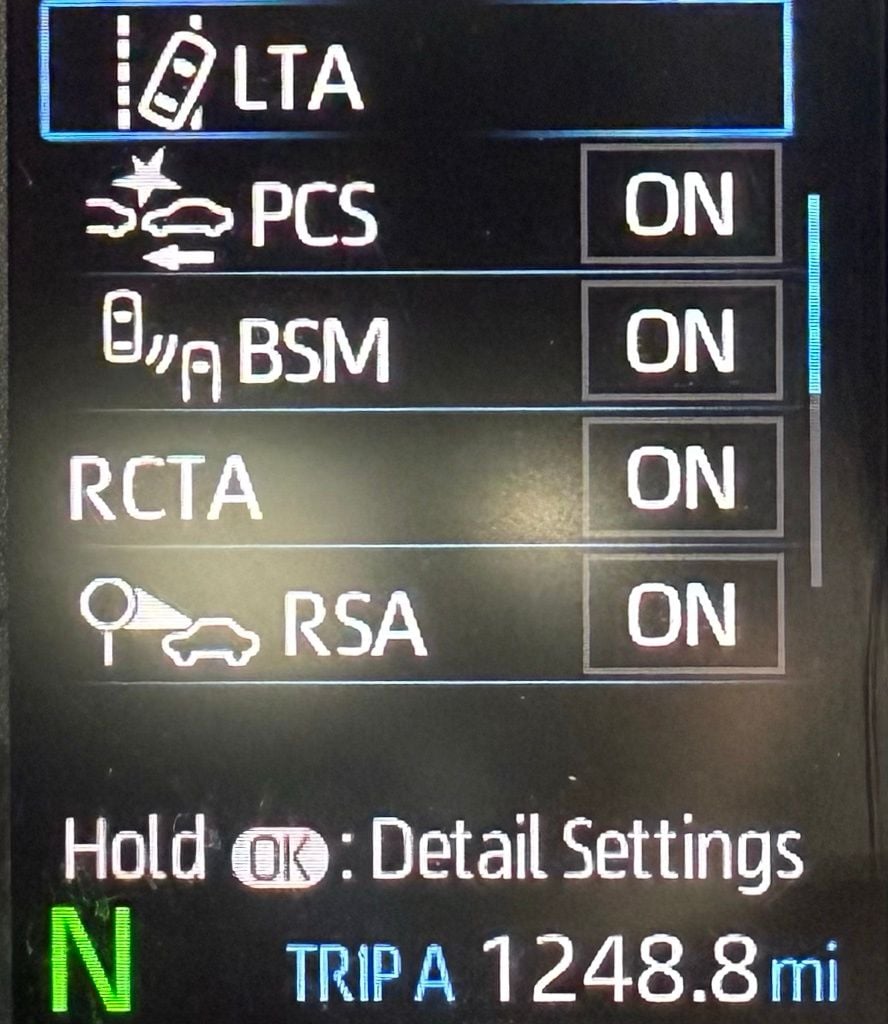 LTA
PCS ON
BSM ON
RCTA ON
RSA ON
Hold OK : Detail Settings
N TRIP A 1248.8 mi